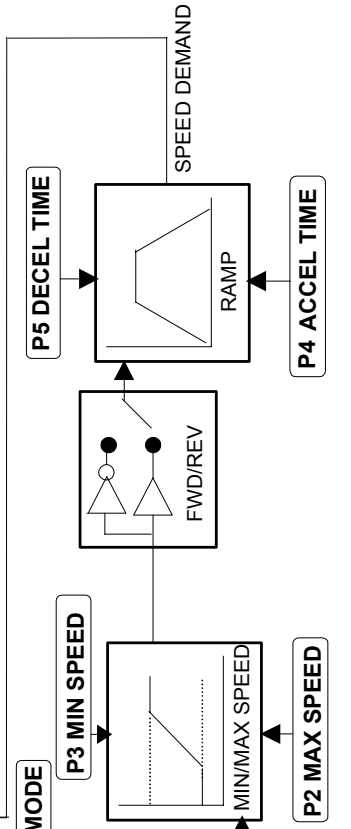 SPEED DEMAND
P5 DECEL TIME
RAMP
P4 ACCEL TIME
FWD/REV
P3 MIN SPEED
MIN/MAX SPEED
P2 MAX SPEED
MODE